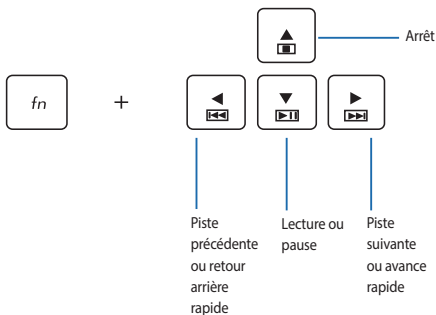 Arrêt
fn
+
Piste
précédente
ou retour
arrière
rapide
Lecture ou
pause
Piste
suivante
ou avance
rapide